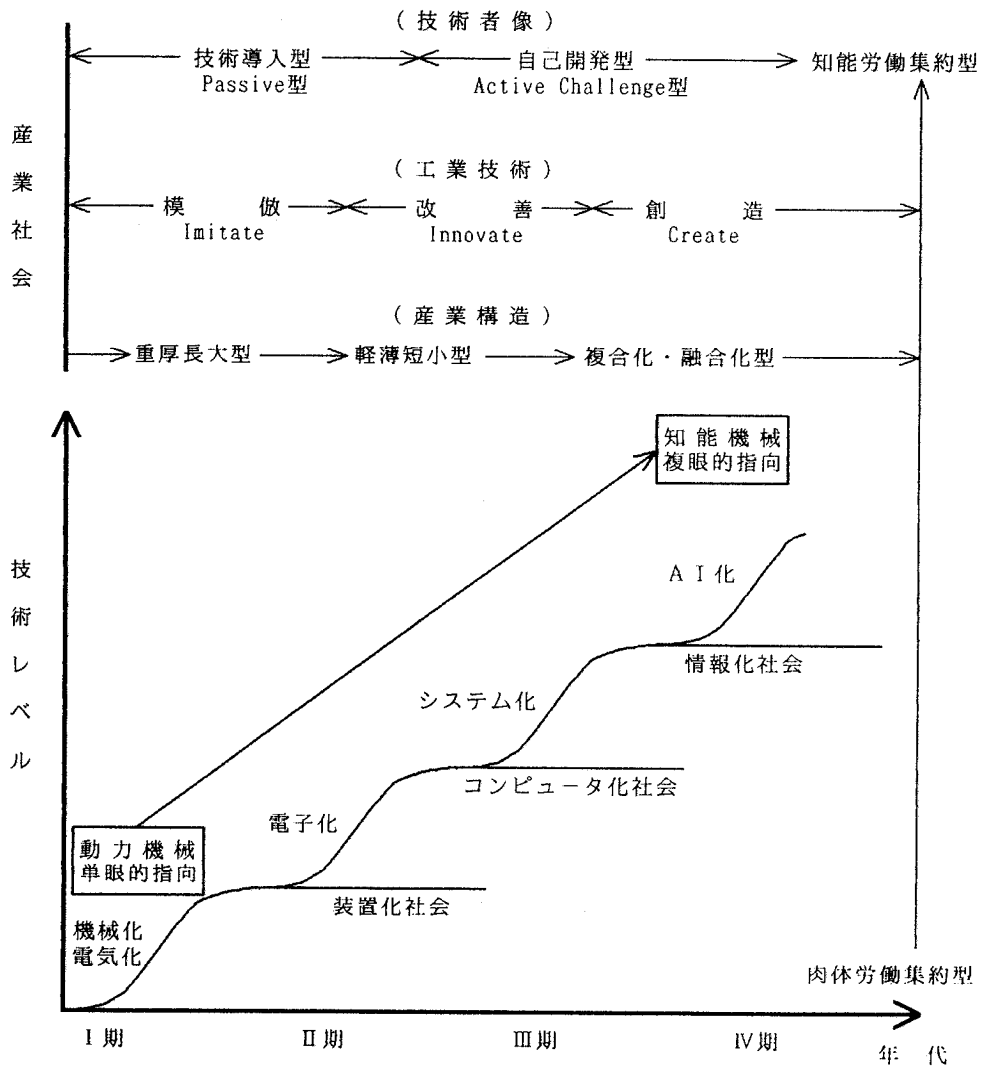 (技術者像)
技術導入型
Passive型
自己開発型
Active Challenge型
知能労働集約型
産業社会
(工業技術)
模倣
Imitate
改善
Innovate
創造
Create
(産業構造)
重厚長大型
軽薄短小型
複合化・融合化型
知能機械
複眼的指向
技術レベル
AI化
情報化社会
システム化
コンピュータ化社会
電子化
動力機械
単眼的指向
装置化社会
機械化
電気化
肉体労働集約型
Ⅰ期
Ⅱ期
Ⅲ期
Ⅳ期
年代